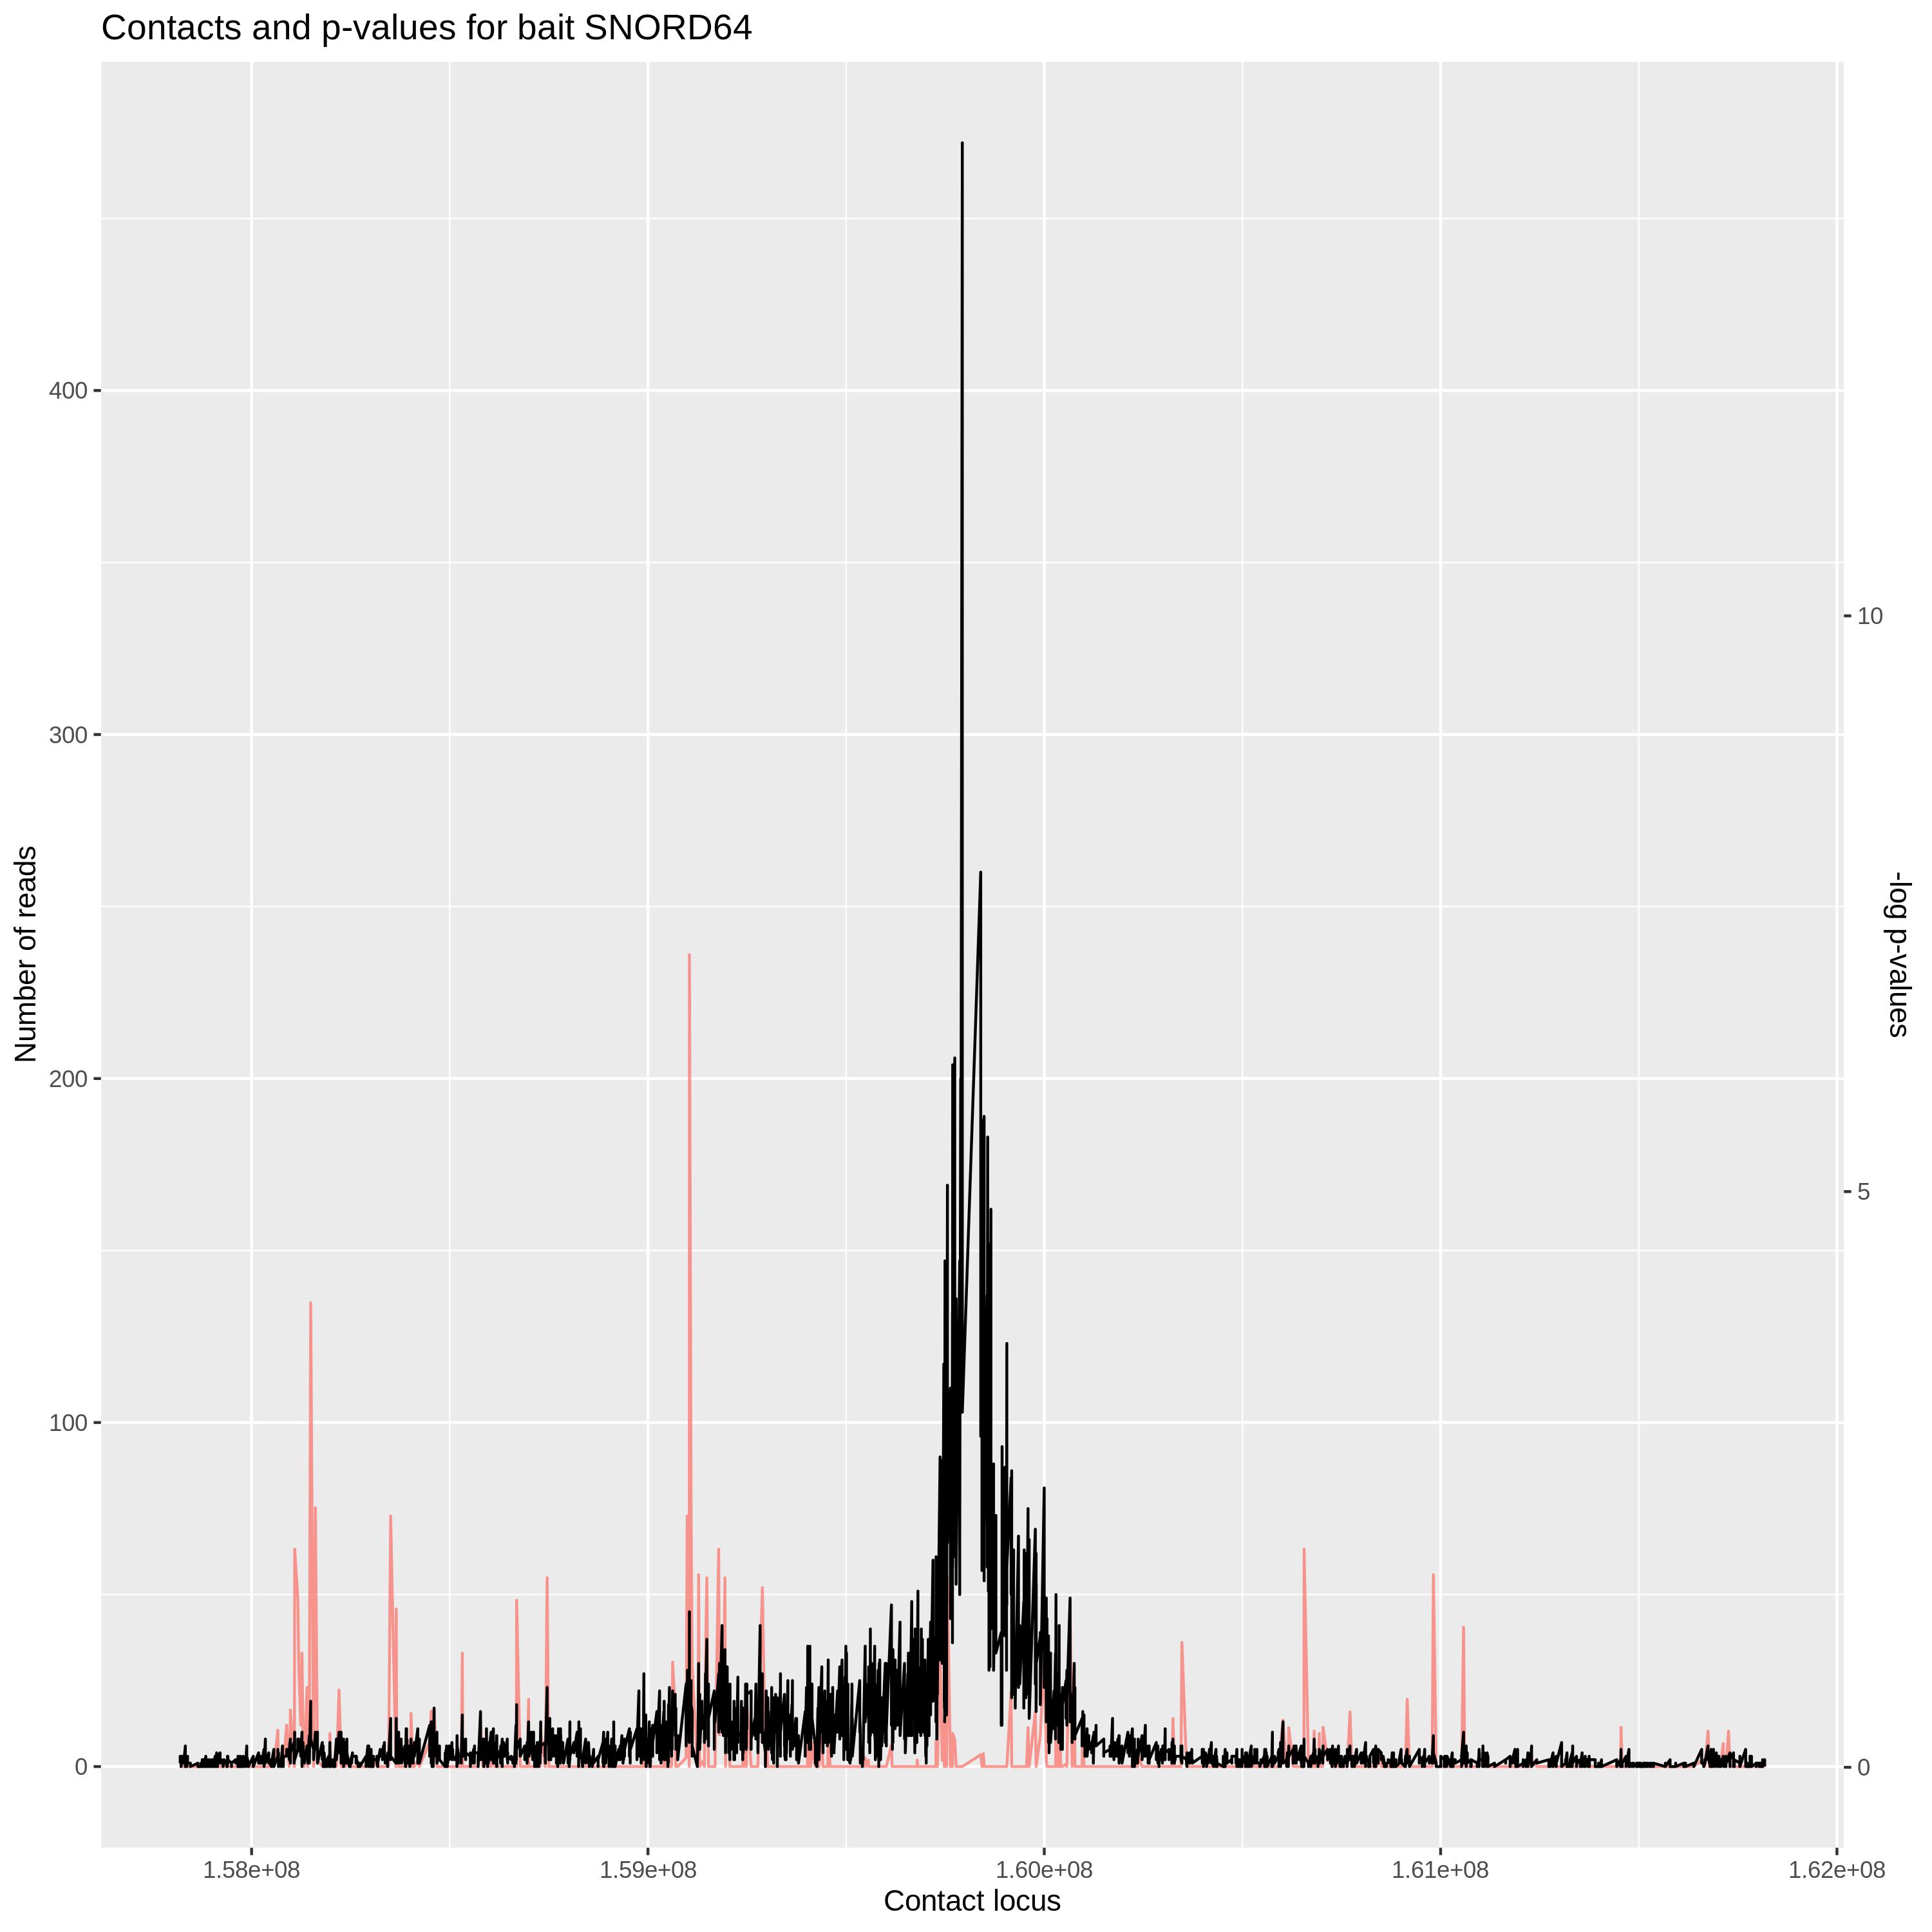 Contacts and p-values for bait SNORD64
400
300
200
100
0
Number of reads
10
5
0
-log p-values
1.58e+08 1.59e+08 1.60e+08 1.61e+08 1.62e+08
Contact locus